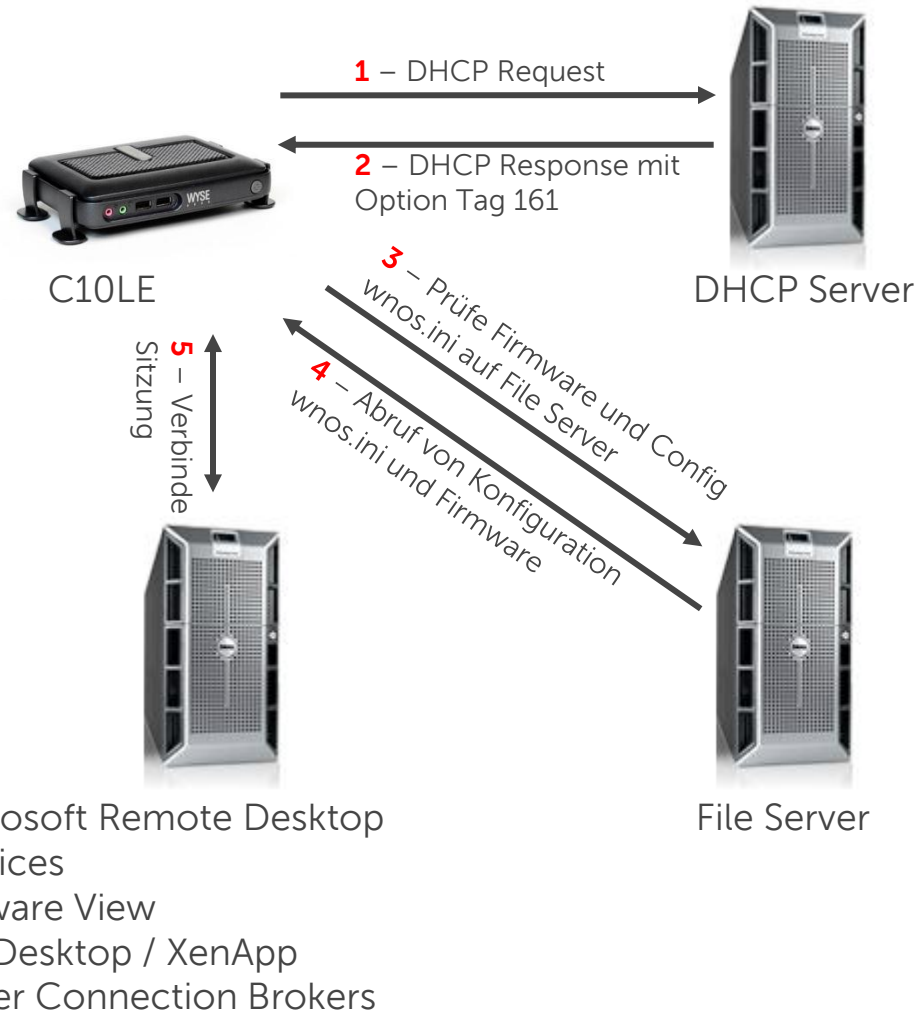 1 – DHCP Request
2 – DHCP Response mit
Option Tag 161
WYSE
C10LE
DHCP Server
3 – Prüfe Firmware und Config
wnos.ini auf File Server
4 – Abruf von Konfiguration
wnos.ini und Firmware
5 – Verbinde
Sitzung
File Server
osoft Remote Desktop
ices
ware View
Desktop / XenApp
er Connection Brokers